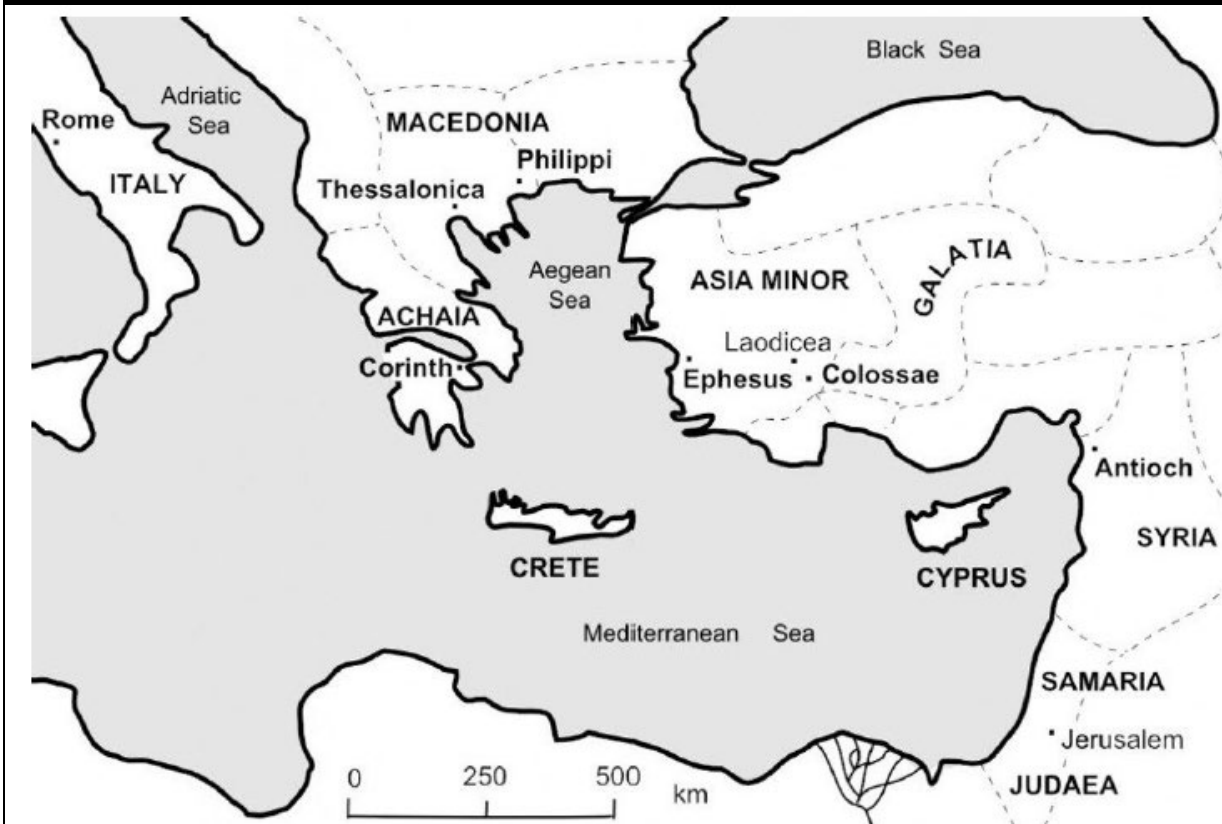 Black Sea
Adriatic
Sea
Rome
MACEDONIA
Philippi
ITALY
Thessalonica
Aegean
Sea
ASIA MINOR
GALATIA
ACHAIA
Laodicea
Corinth
Ephesus
Colossae
Antioch
SYRIA
CRETE
CYPRUS
Mediterranean Sea
SAMARIA
Jerusalem
JUDAEA
0 250 500
km